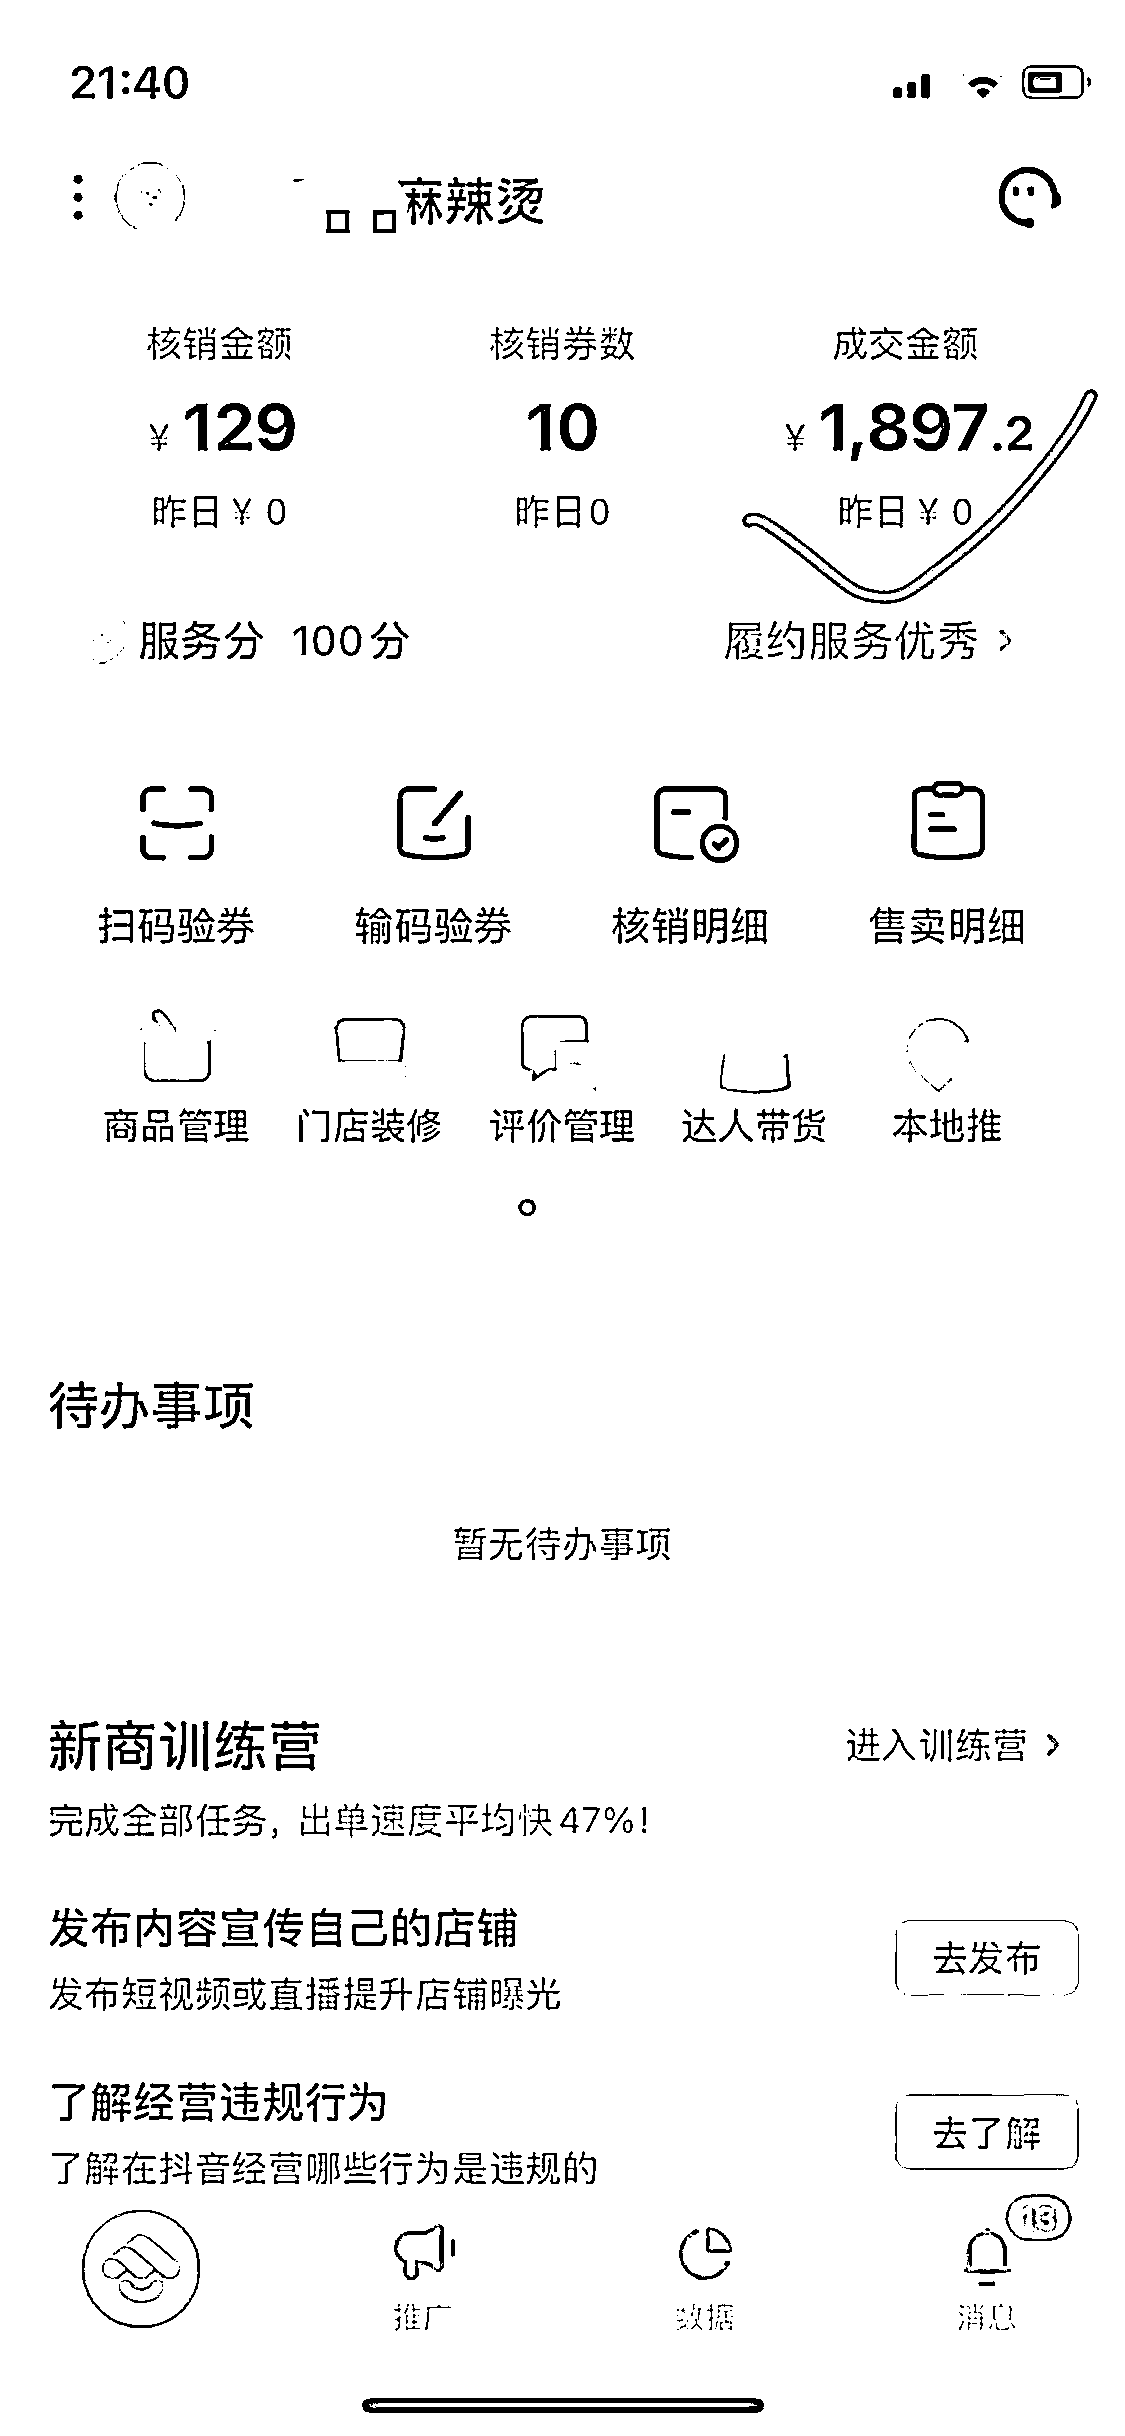 21:40
麻辣烫
核销金额 核销券数 成交金额
¥ 129 10 ¥ 1,897.2
昨日 ¥ 0 昨日 0 昨日 ¥ 0
服务分 100分 履约服务优秀 >
扫码验券 输码验券 核销明细 售卖明细
商品管理 门店装修 评价管理 达人带货 本地推
待办事项
暂无待办事项
新商训练营 进入训练营 >
完成全部任务，出单速度平均快47%！
发布内容宣传自己的店铺
去发布
发布短视频或直播提升店铺曝光
了解经营违规行为
去了解
了解在抖音经营哪些行为是违规的
推广 数据 消息